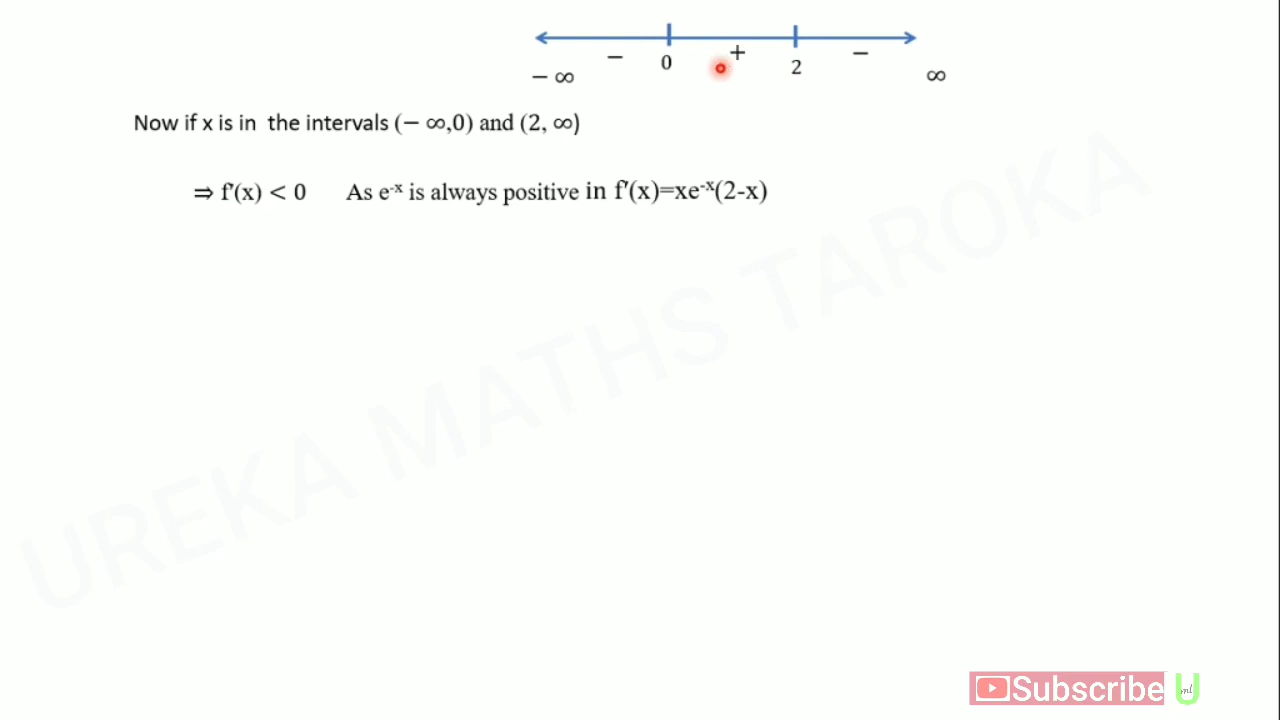 − 0 + 2 −
− ∞ ∞
Now if x is in the intervals (− ∞,0) and (2, ∞)
⇒ f'(x) < 0 As e⁻ˣ is always positive in f'(x)=xe⁻ˣ(2-x)
UREKA MATHS TAROKA
Subscribe U